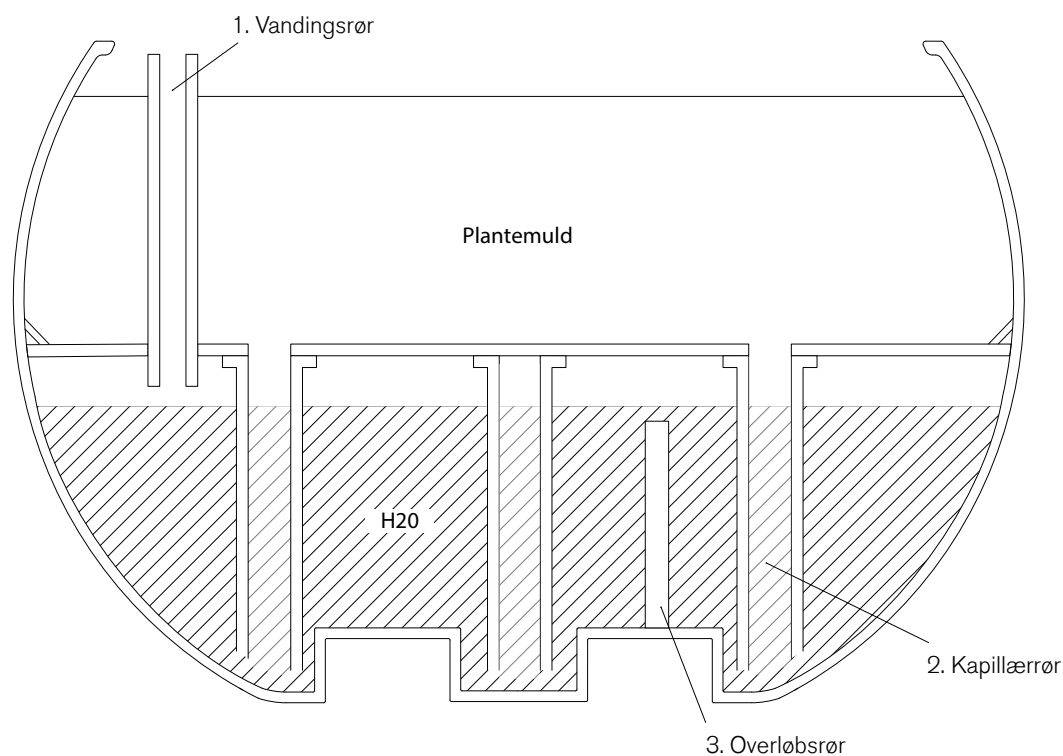 1. Vandingsrør
Plantemuld
H20
2. Kapillærrør
3. Overløbsrør